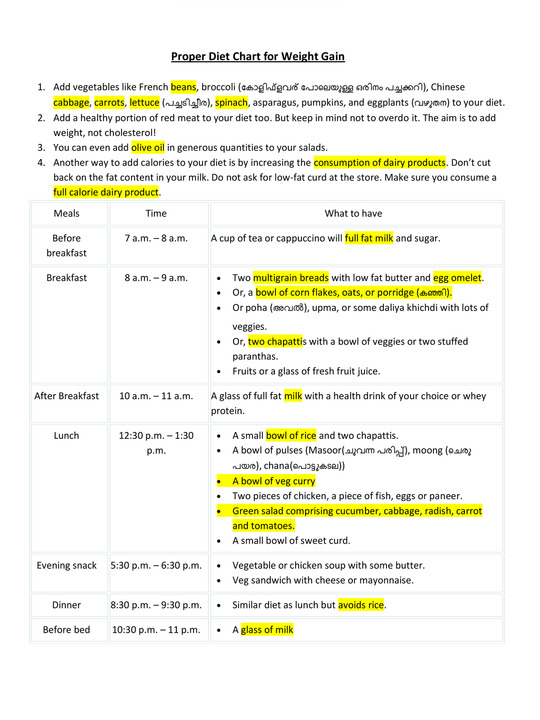 Proper Diet Chart for Weight Gain
1. Add vegetables like French beans, broccoli (കോളിഫ്ളവര് പോലെയുള്ള ഒരിനം പച്ചക്കറി), Chinese
cabbage, carrots, lettuce (പച്ചടിച്ചീര), spinach, asparagus, pumpkins, and eggplants (വഴുതന) to your diet.
2. Add a healthy portion of red meat to your diet too. But keep in mind not to overdo it. The aim is to add
weight, not cholesterol!
3. You can even add olive oil in generous quantities to your salads.
4. Another way to add calories to your diet is by increasing the consumption of dairy products. Don't cut
back on the fat content in your milk. Do not ask for low-fat curd at the store. Make sure you consume a
full calorie dairy product.
Meals Time What to have
Before
breakfast
7 a.m. – 8 a.m.
A cup of tea or cappuccino will full fat milk and sugar.
Breakfast
8 a.m. – 9 a.m.
• Two multigrain breads with low fat butter and egg omelet.
• Or, a bowl of corn flakes, oats, or porridge (കഞ്ഞി).
• Or poha (അവൽ), upma, or some daliya khichdi with lots of
veggies.
• Or, two chapattis with a bowl of veggies or two stuffed
paranthas.
• Fruits or a glass of fresh fruit juice.
After Breakfast
10 a.m. – 11 a.m.
A glass of full fat milk with a health drink of your choice or whey
protein.
Lunch
12:30 p.m. – 1:30
p.m.
• A small bowl of rice and two chapattis.
• A bowl of pulses (Masoor(ചുവന്ന പരിപ്പ്), moong (ചെരു
പയര), chana(പൊട്ടുകടല))
• A bowl of veg curry
• Two pieces of chicken, a piece of fish, eggs or paneer.
• Green salad comprising cucumber, cabbage, radish, carrot
and tomatoes.
• A small bowl of sweet curd.
Evening snack
5:30 p.m. – 6:30 p.m.
• Vegetable or chicken soup with some butter.
• Veg sandwich with cheese or mayonnaise.
Dinner
8:30 p.m. – 9:30 p.m.
• Similar diet as lunch but avoids rice.
Before bed
10:30 p.m. – 11 p.m.
• A glass of milk